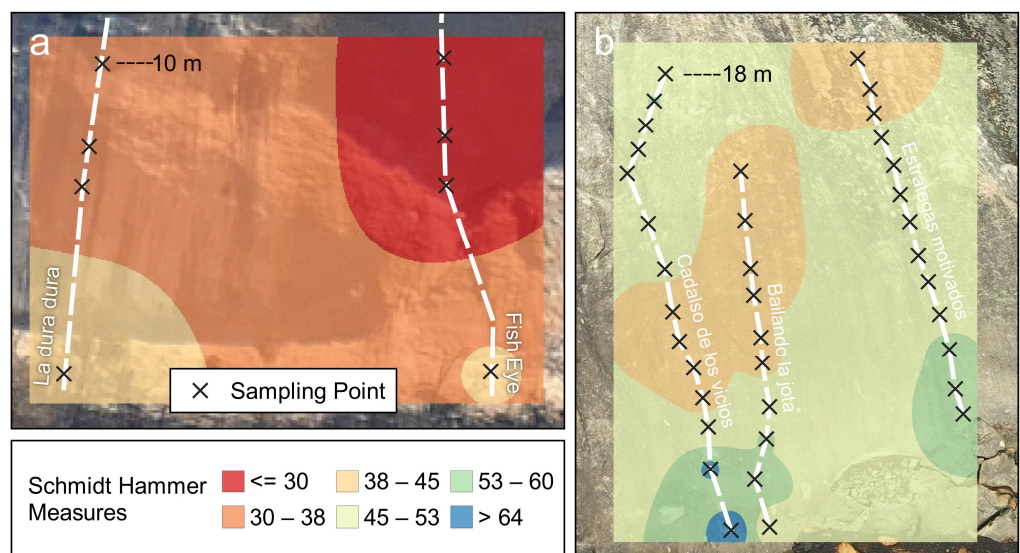 a
10 m
La dura dura
Fish Eye
Sampling Point
Schmidt Hammer
Measures
<= 30
38 – 45
53 – 60
30 – 38
45 – 53
> 64
b
18 m
Cadalso de los vicios
Bailando la jota
Estrategas motivados